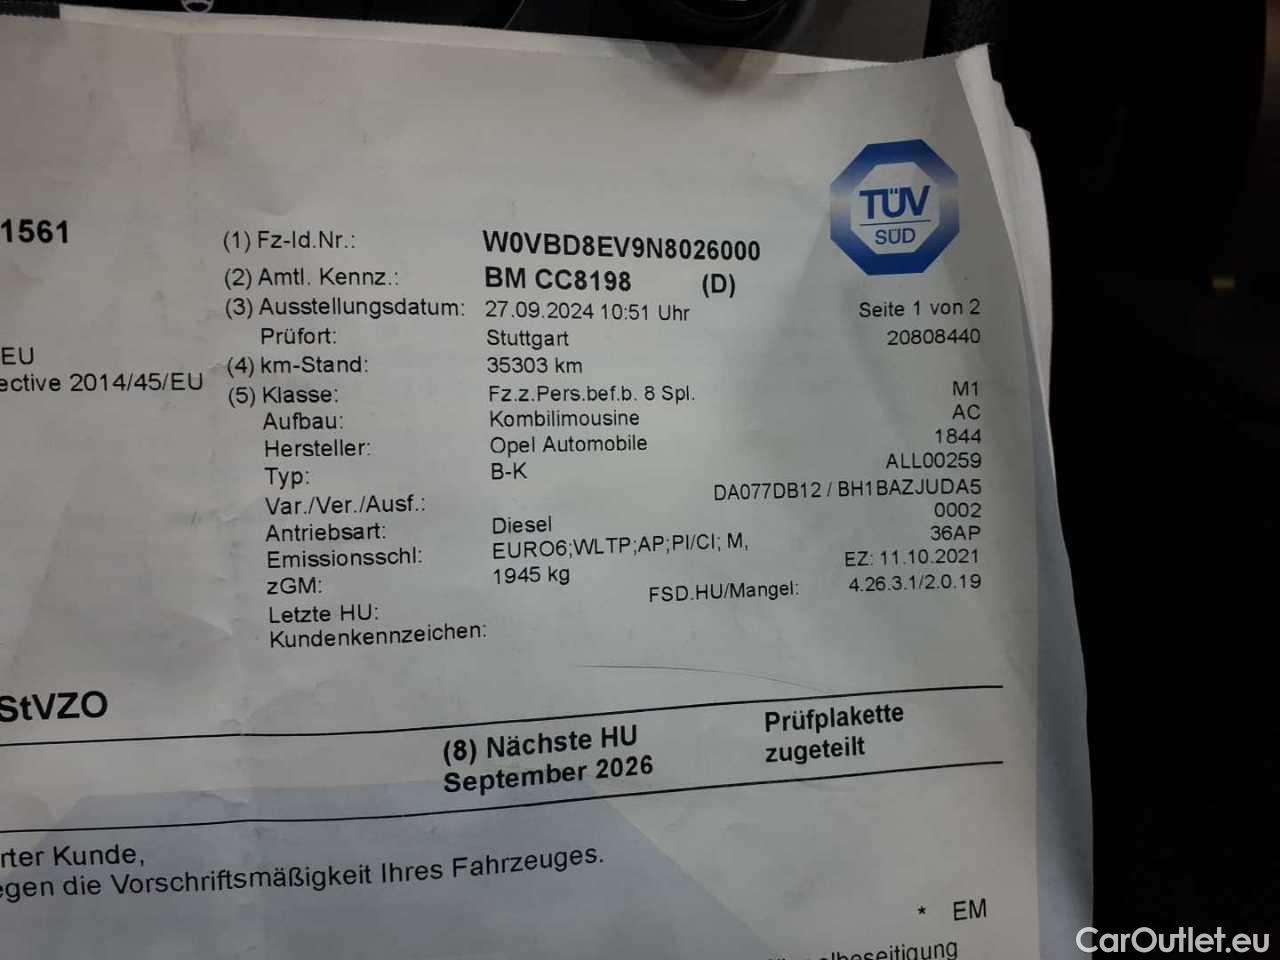 TÜV
SÜD
1561
(1) Fz-Id.Nr.: W0VBD8EV9N8026000
(2) Amtl. Kennz.: BM CC8198 (D)
(3) Ausstellungsdatum: 27.09.2024 10:51 Uhr Seite 1 von 2
Prüfort: Stuttgart 20808440
EU
(4) km-Stand: 35303 km
ective 2014/45/EU
(5) Klasse: Fz.z.Pers.bef.b. 8 Spl. M1
Aufbau: Kombilimousine AC
Hersteller: Opel Automobile 1844
Typ: B-K ALL00259
Var./Ver./Ausf.: DA077DB12 / BH1BAZJUDA5
Antriebsart: Diesel 0002
Emissionsschl: EURO6;WLTP;AP;PI/CI; M, 36AP
zGM: 1945 kg EZ: 11.10.2021
Letzte HU: FSD.HU/Mangel: 4.26.3.1/2.0.19
Kundenkennzeichen:
StVZO
(8) Nächste HU Prüfplakette
September 2026 zugeteilt
rter Kunde,
egen die Vorschriftsmäßigkeit Ihres Fahrzeuges.
* EM
lbeseitigung
CarOutlet.eu